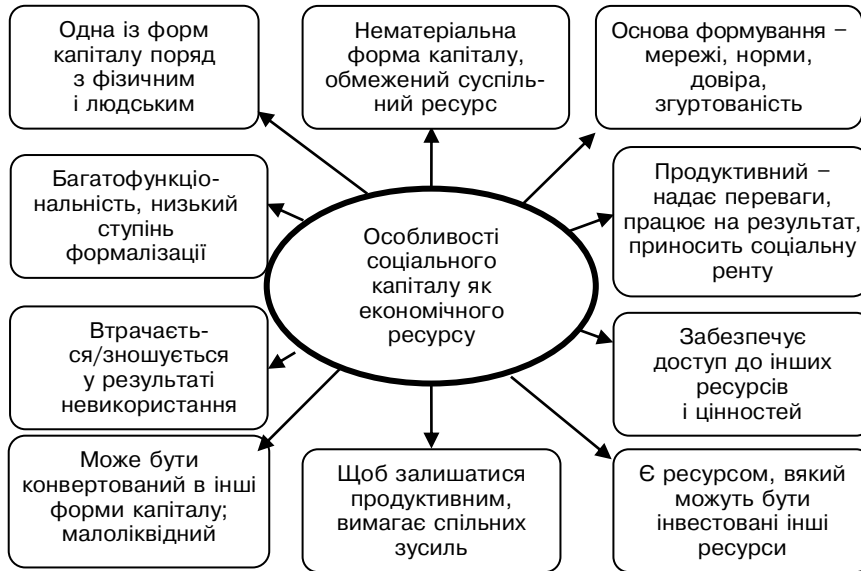 Одна із форм
капіталу поряд
з фізичним
і людським
Нематеріальна
форма капіталу,
обмежений суспіль-
ний ресурс
Основа формування –
мережі, норми,
довіра,
згуртованість
Багатофункціо-
нальність, низький
ступінь
формалізації
Особливості
соціального
капіталу як
економічного
ресурсу
Продуктивний –
надає переваги,
працює на результат,
приносить соціальну
ренту
Втрачаєть-
ся/зношується
у результаті
невикористання
Забезпечує
доступ до інших
ресурсів
і цінностей
Може бути
конвертований в інші
форми капіталу;
малоліквідний
Щоб залишатися
продуктивним,
вимагає спільних
зусиль
Є ресурсом, вякий
можуть бути
інвестовані інші
ресурси